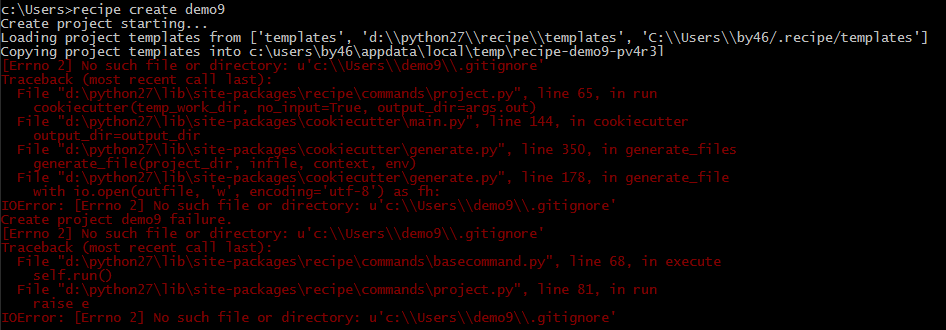 c:\Users>recipe create demo9
Create project starting...
Loading project templates from ['templates', 'd:\\python27\\recipe\\templates', 'C:\\Users\\by46/.recipe/templates']
Copying project templates into c:\users\by46\appdata\local\temp\recipe-demo9-pv4r3l
[Errno 2] No such file or directory: u'c:\\Users\\demo9\\.gitignore'
Traceback (most recent call last):
  File "d:\python27\lib\site-packages\recipe\commands\project.py", line 65, in run
    cookiecutter(temp_work_dir, no_input=True, output_dir=args.out)
  File "d:\python27\lib\site-packages\cookiecutter\main.py", line 144, in cookiecutter
    output_dir=output_dir
  File "d:\python27\lib\site-packages\cookiecutter\generate.py", line 350, in generate_files
    generate_file(project_dir, infile, context, env)
  File "d:\python27\lib\site-packages\cookiecutter\generate.py", line 178, in generate_file
    with io.open(outfile, 'w', encoding='utf-8') as fh:
IOError: [Errno 2] No such file or directory: u'c:\\Users\\demo9\\.gitignore'
Create project demo9 failure.
[Errno 2] No such file or directory: u'c:\\Users\\demo9\\.gitignore'
Traceback (most recent call last):
  File "d:\python27\lib\site-packages\recipe\commands\basecommand.py", line 68, in execute
    self.run()
  File "d:\python27\lib\site-packages\recipe\commands\project.py", line 81, in run
    raise e
IOError: [Errno 2] No such file or directory: u'c:\\Users\\demo9\\.gitignore'